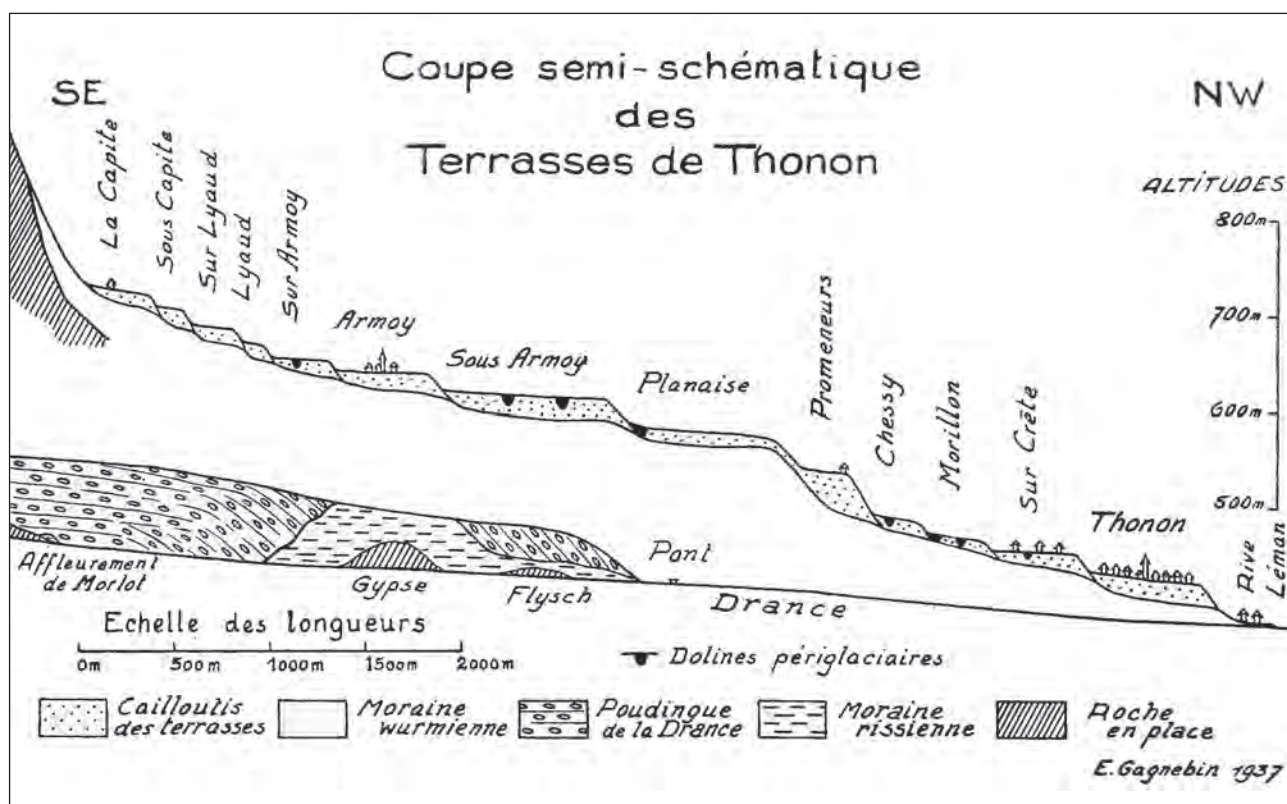 Coupe semi-schématique
des
Terrasses de Thonon
SE
NW
ALTITUDES
800m
700m
600m
500m
La Capite
Sous Capite
Sur Lyaud
Lyaud
Sur Armoy
Armoy
Sous Armoy
Planaise
Promeneurs
Chessy
Morillon
Sur Crête
Thonon
Rive
Léman
Affleurement
de Morlot
Gypse
Flysch
Pont
Drance
Echelle des longueurs
0m 500m 1000m 1500m 2000m
Dolines périglaciaires
Cailloutis
des terrasses
Moraine
wurmienne
Poudingue
de la Drance
Moraine
rissienne
Roche
en place
E. Gagnebin 1937